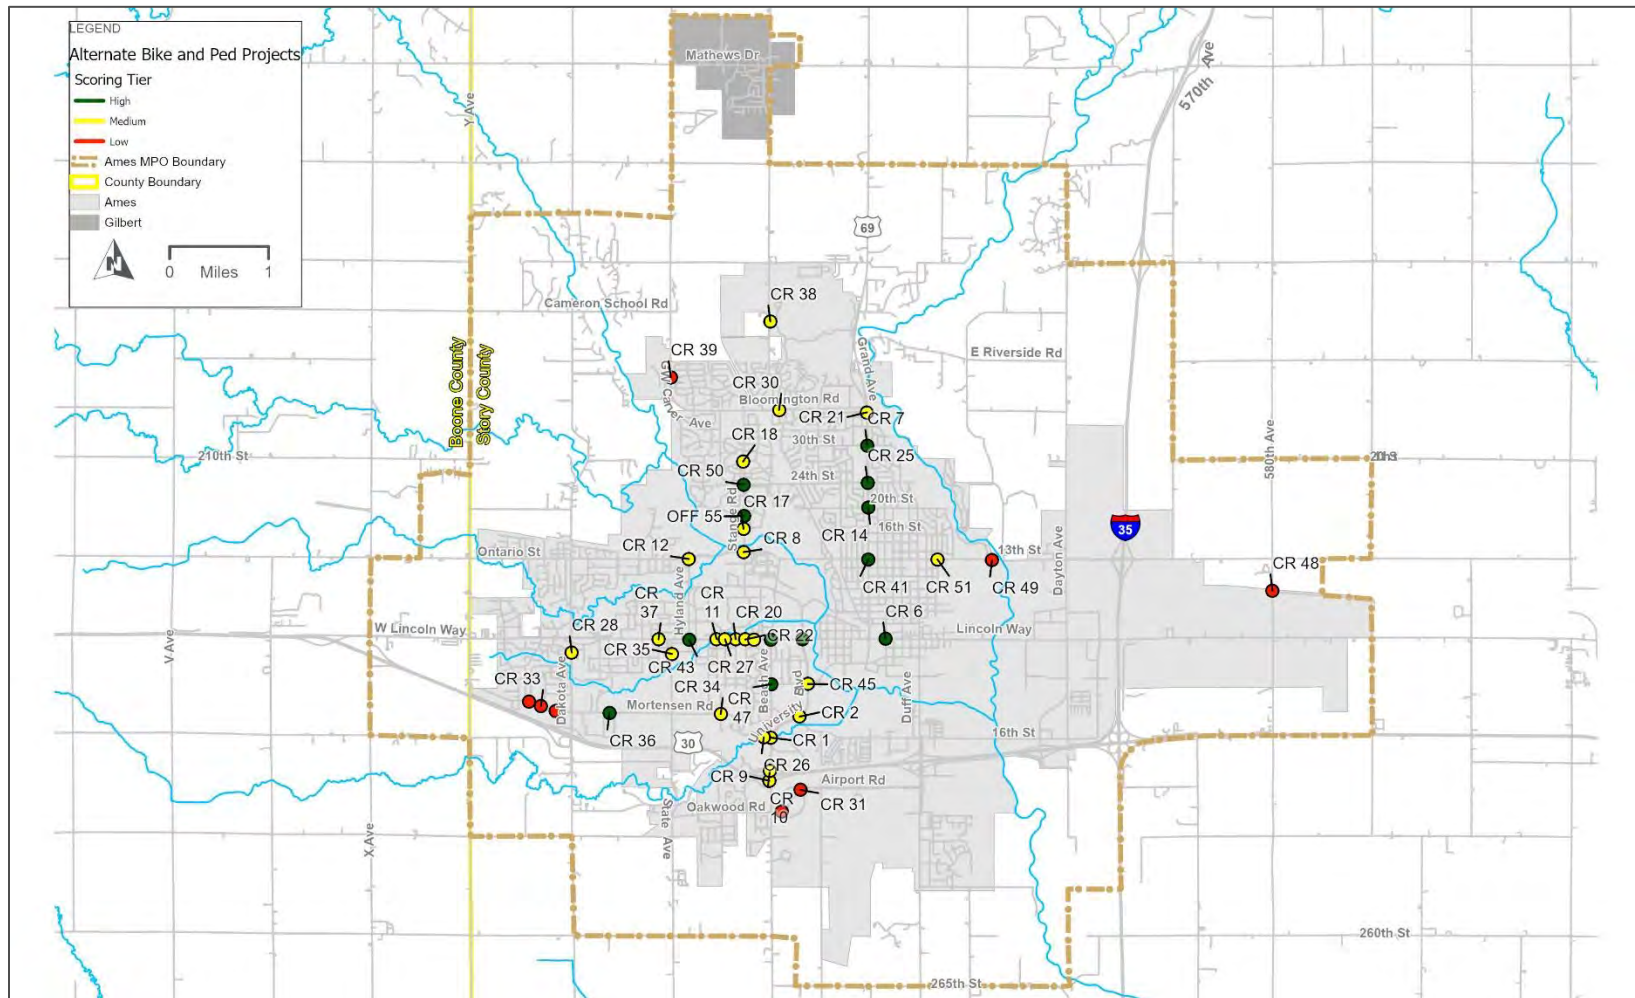 LEGEND
Alternate Bike and Ped Projects
Scoring Tier
High
Medium
Low
Ames MPO Boundary
County Boundary
Ames
Gilbert
N
0 Miles 1
Mathews Dr
Y Ave
570th Ave
69
Cameron School Rd
CR 38
E Riverside Rd
Grand Ave
CR 39
GW Carver Ave
CR 30
Bloomington Rd
Boone County
Story County
CR 21
CR 7
CR 18
30th St
CR 25
210th St
580th Ave
CR 50
24th St
Stange Rd
CR 17
20th St
OFF 55
16th St
35
CR 14
CR 8
CR 12
Ontario St
13th St
Dayton Ave
CR 41
CR 51
CR 49
CR 48
Hyland Ave
CR
37
CR
11
CR 20
CR 6
V Ave
W Lincoln Way
CR 28
CR 22
Lincoln Way
CR 35
CR 43
CR 27
Beach Ave
CR 34
CR
47
CR 45
University Blvd
Duff Ave
CR 33
Dakota Ave
Mortensen Rd
CR 2
CR 36
30
CR 1
16th St
CR 26
CR 9
Airport Rd
CR
10
CR 31
Oakwood Rd
State Ave
X Ave
260th St
265th St